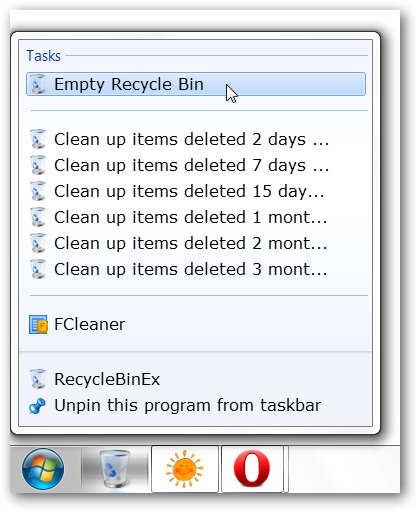 Tasks
Empty Recycle Bin
Clean up items deleted 2 days ...
Clean up items deleted 7 days ...
Clean up items deleted 15 day...
Clean up items deleted 1 mont...
Clean up items deleted 2 mont...
Clean up items deleted 3 mont...
FCleaner
RecycleBinEx
Unpin this program from taskbar